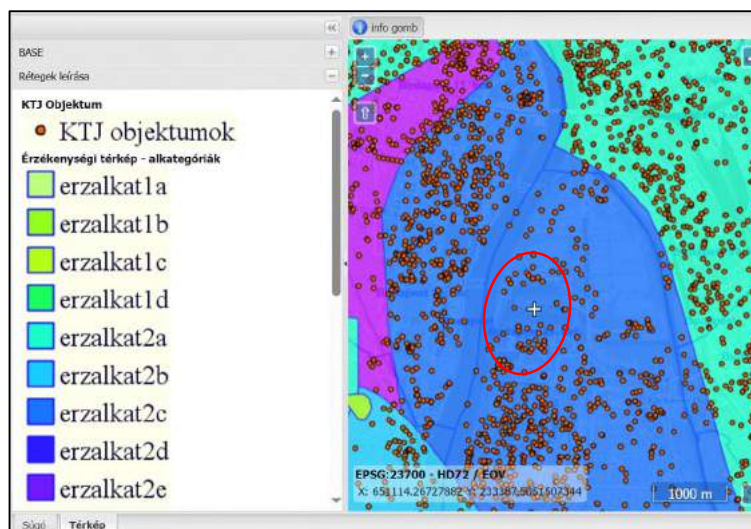 info gomb
BASE
Rétegek leírása
KTJ Objektum
KTJ objektumok
Érzékenységi térkép - alkategóriák
erzalkat1a
erzalkat1b
erzalkat1c
erzalkat1d
erzalkat2a
erzalkat2b
erzalkat2c
erzalkat2d
erzalkat2e
EPSG:23700 - HD72 / EOV
1000 m
Súgó Térkép